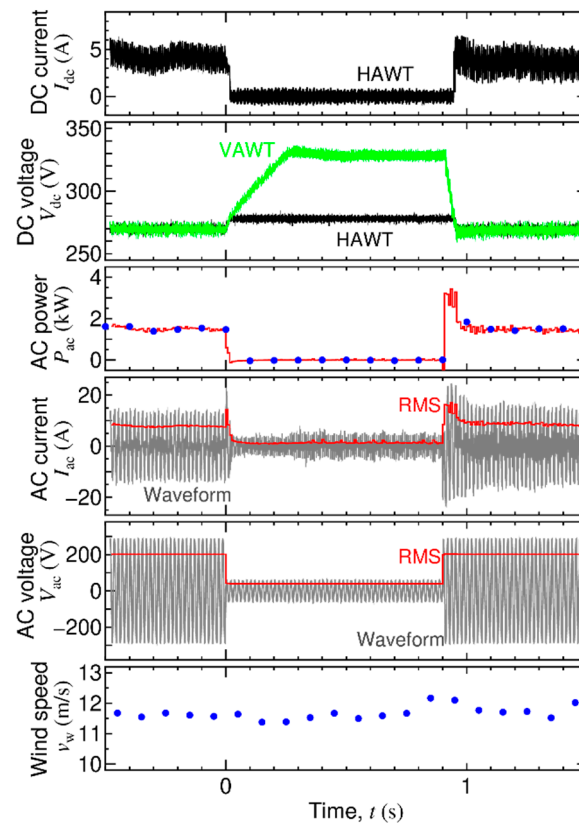 DC current
I_dc (A)
5
0
HAWT
DC voltage
V_dc (V)
350
300
250
VAWT
HAWT
AC power
P_ac (kW)
4
2
0
AC current
I_ac (A)
20
0
−20
RMS
Waveform
AC voltage
V_ac (V)
200
0
−200
RMS
Waveform
Wind speed
v_w (m/s)
13
12
11
10
0
1
Time, t (s)